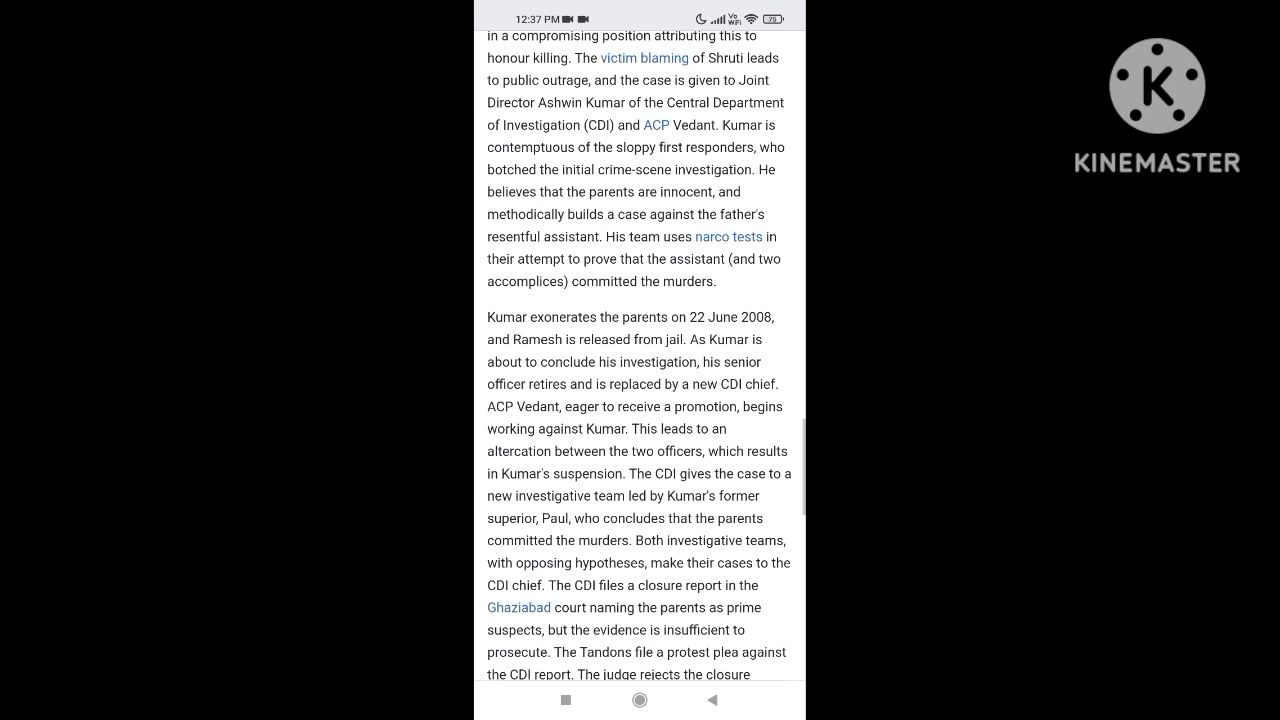 12:37 PM
Vo
WiFi
75
in a compromising position attributing this to
honour killing. The victim blaming of Shruti leads
to public outrage, and the case is given to Joint
Director Ashwin Kumar of the Central Department
of Investigation (CDI) and ACP Vedant. Kumar is
contemptuous of the sloppy first responders, who
botched the initial crime-scene investigation. He
believes that the parents are innocent, and
methodically builds a case against the father's
resentful assistant. His team uses narco tests in
their attempt to prove that the assistant (and two
accomplices) committed the murders.
Kumar exonerates the parents on 22 June 2008,
and Ramesh is released from jail. As Kumar is
about to conclude his investigation, his senior
officer retires and is replaced by a new CDI chief.
ACP Vedant, eager to receive a promotion, begins
working against Kumar. This leads to an
altercation between the two officers, which results
in Kumar's suspension. The CDI gives the case to a
new investigative team led by Kumar's former
superior, Paul, who concludes that the parents
committed the murders. Both investigative teams,
with opposing hypotheses, make their cases to the
CDI chief. The CDI files a closure report in the
Ghaziabad court naming the parents as prime
suspects, but the evidence is insufficient to
prosecute. The Tandons file a protest plea against
the CDI report. The judge rejects the closure
K
KINEMASTER